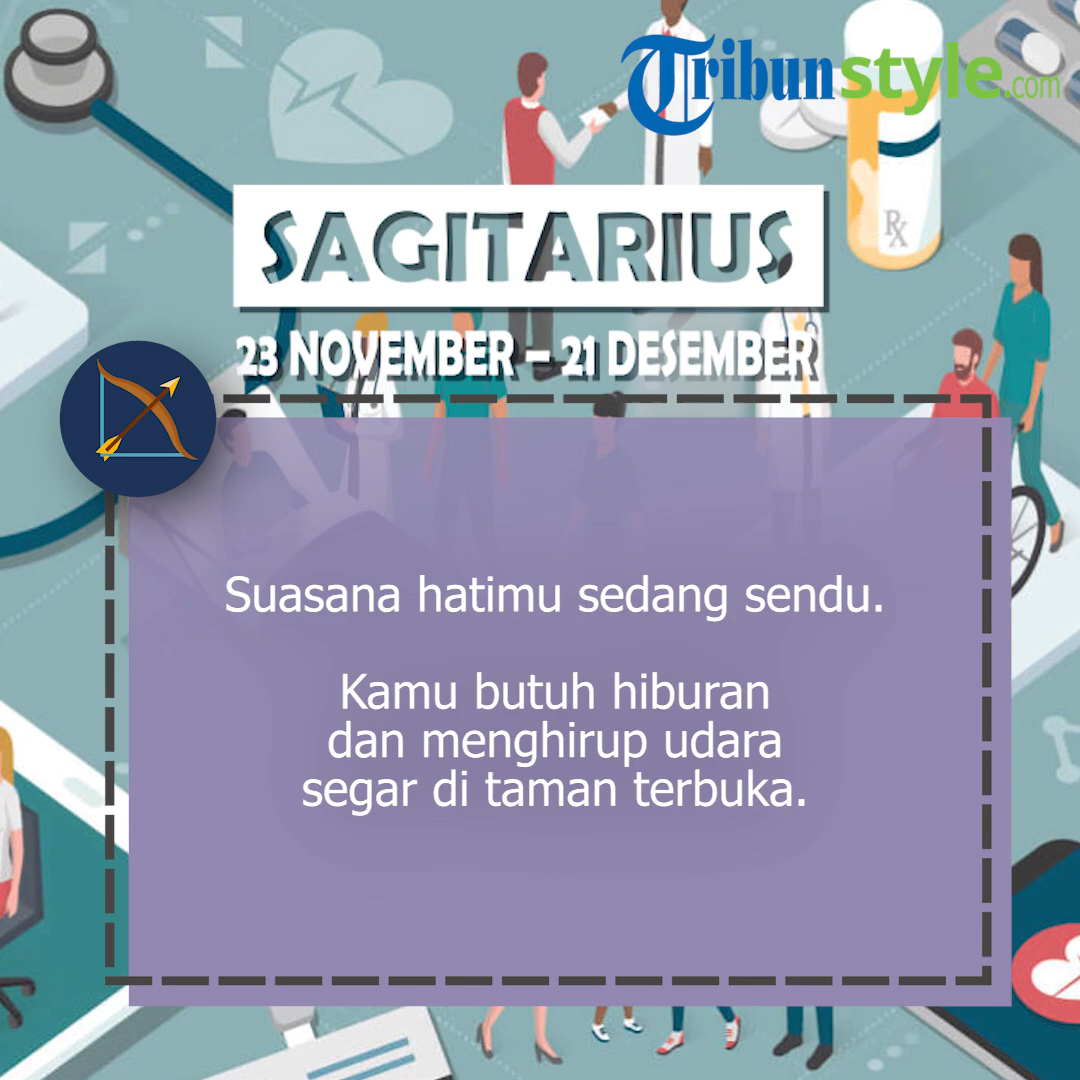 Tribunstyle.com
RX
SAGITARIUS
23 NOVEMBER – 21 DESEMBER
Suasana hatimu sedang sendu.
Kamu butuh hiburan
dan menghirup udara
segar di taman terbuka.